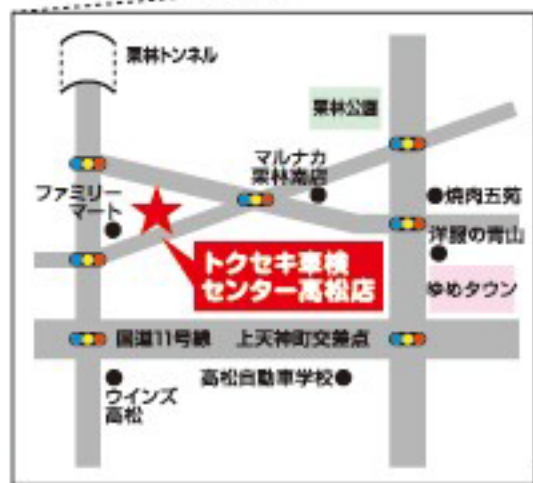 栗林トンネル
栗林公園
マルナカ
栗林南店
ファミリー
マート
焼肉五苑
洋服の青山
トクセキ車検
センター高松店
ゆめタウン
国道11号線
上天神町交差点
高松自動車学校
ウインズ
高松